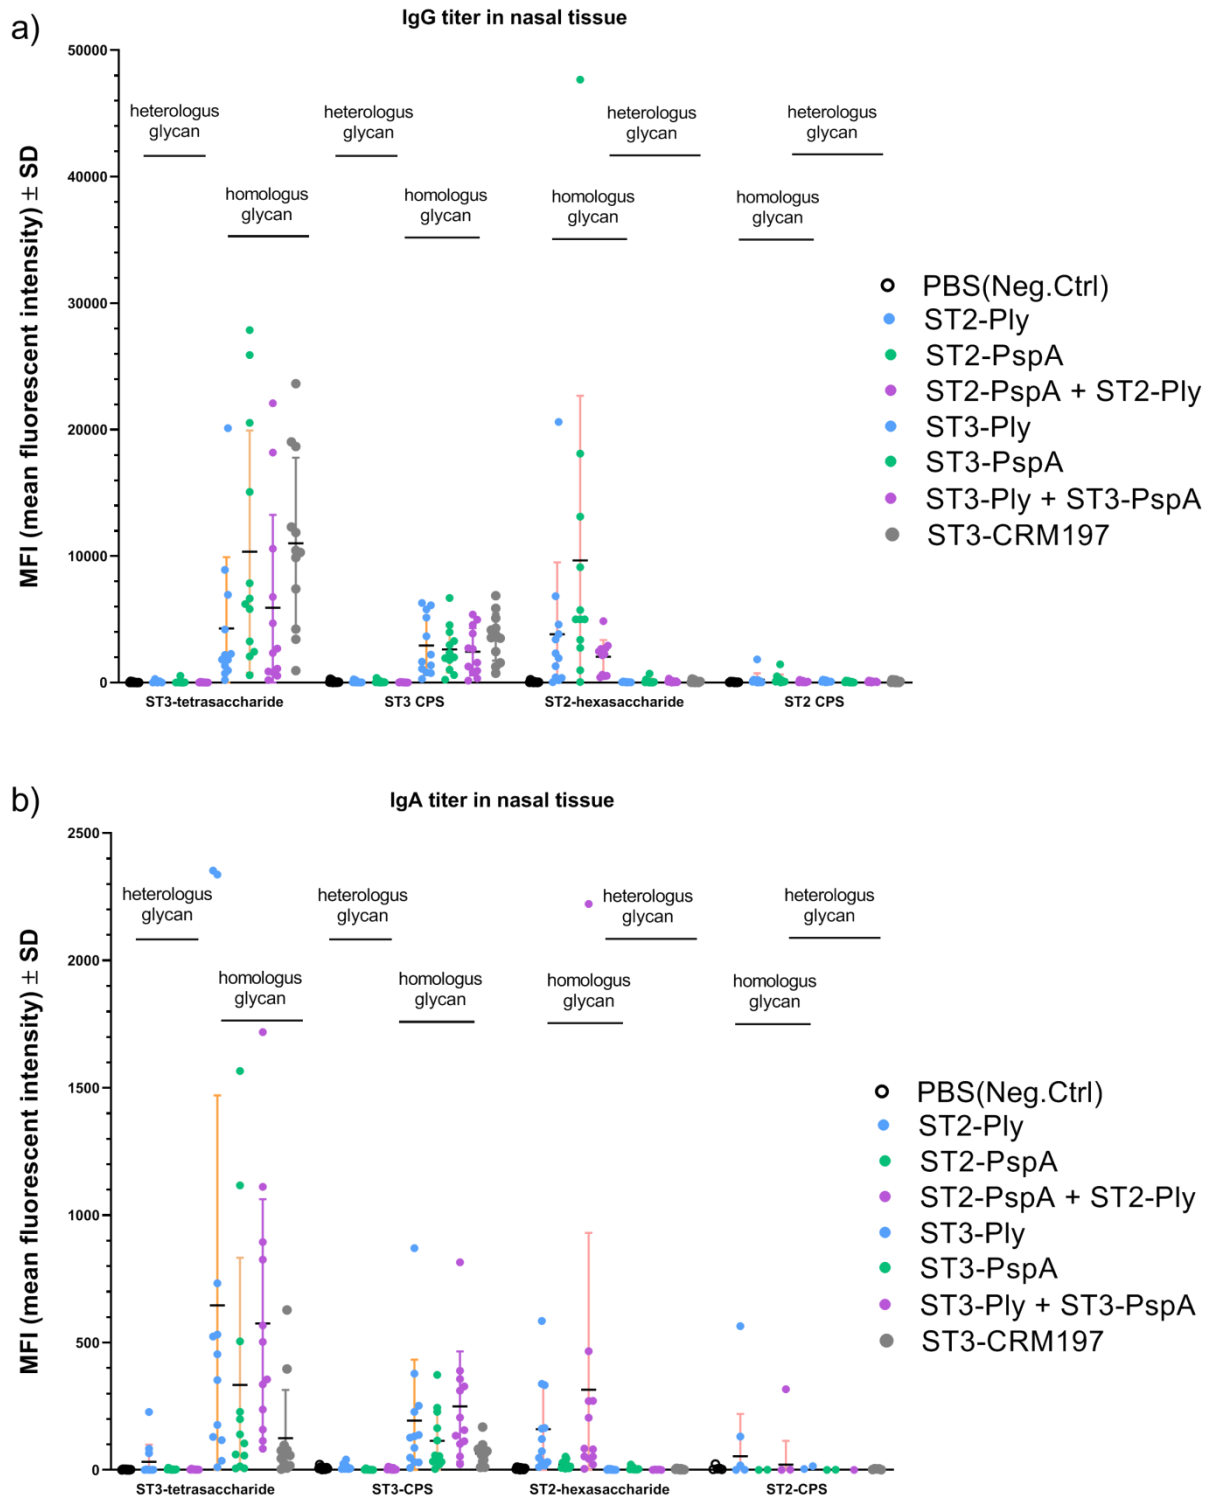 a)
IgG titer in nasal tissue
MFI (mean fluorescent intensity) ± SD
50000
40000
30000
20000
10000
0
heterologus
glycan
heterologus
glycan
heterologus
glycan
heterologus
glycan
homologus
glycan
homologus
glycan
homologus
glycan
homologus
glycan
ST3-tetrasaccharide
ST3 CPS
ST2-hexasaccharide
ST2 CPS
PBS(Neg.Ctrl)
ST2-Ply
ST2-PspA
ST2-PspA + ST2-Ply
ST3-Ply
ST3-PspA
ST3-Ply + ST3-PspA
ST3-CRM197
b)
IgA titer in nasal tissue
MFI (mean fluorescent intensity) ± SD
2500
2000
1500
1000
500
0
heterologus
glycan
heterologus
glycan
heterologus
glycan
heterologus
glycan
homologus
glycan
homologus
glycan
homologus
glycan
homologus
glycan
ST3-tetrasaccharide
ST3-CPS
ST2-hexasaccharide
ST2-CPS
PBS(Neg.Ctrl)
ST2-Ply
ST2-PspA
ST2-PspA + ST2-Ply
ST3-Ply
ST3-PspA
ST3-Ply + ST3-PspA
ST3-CRM197